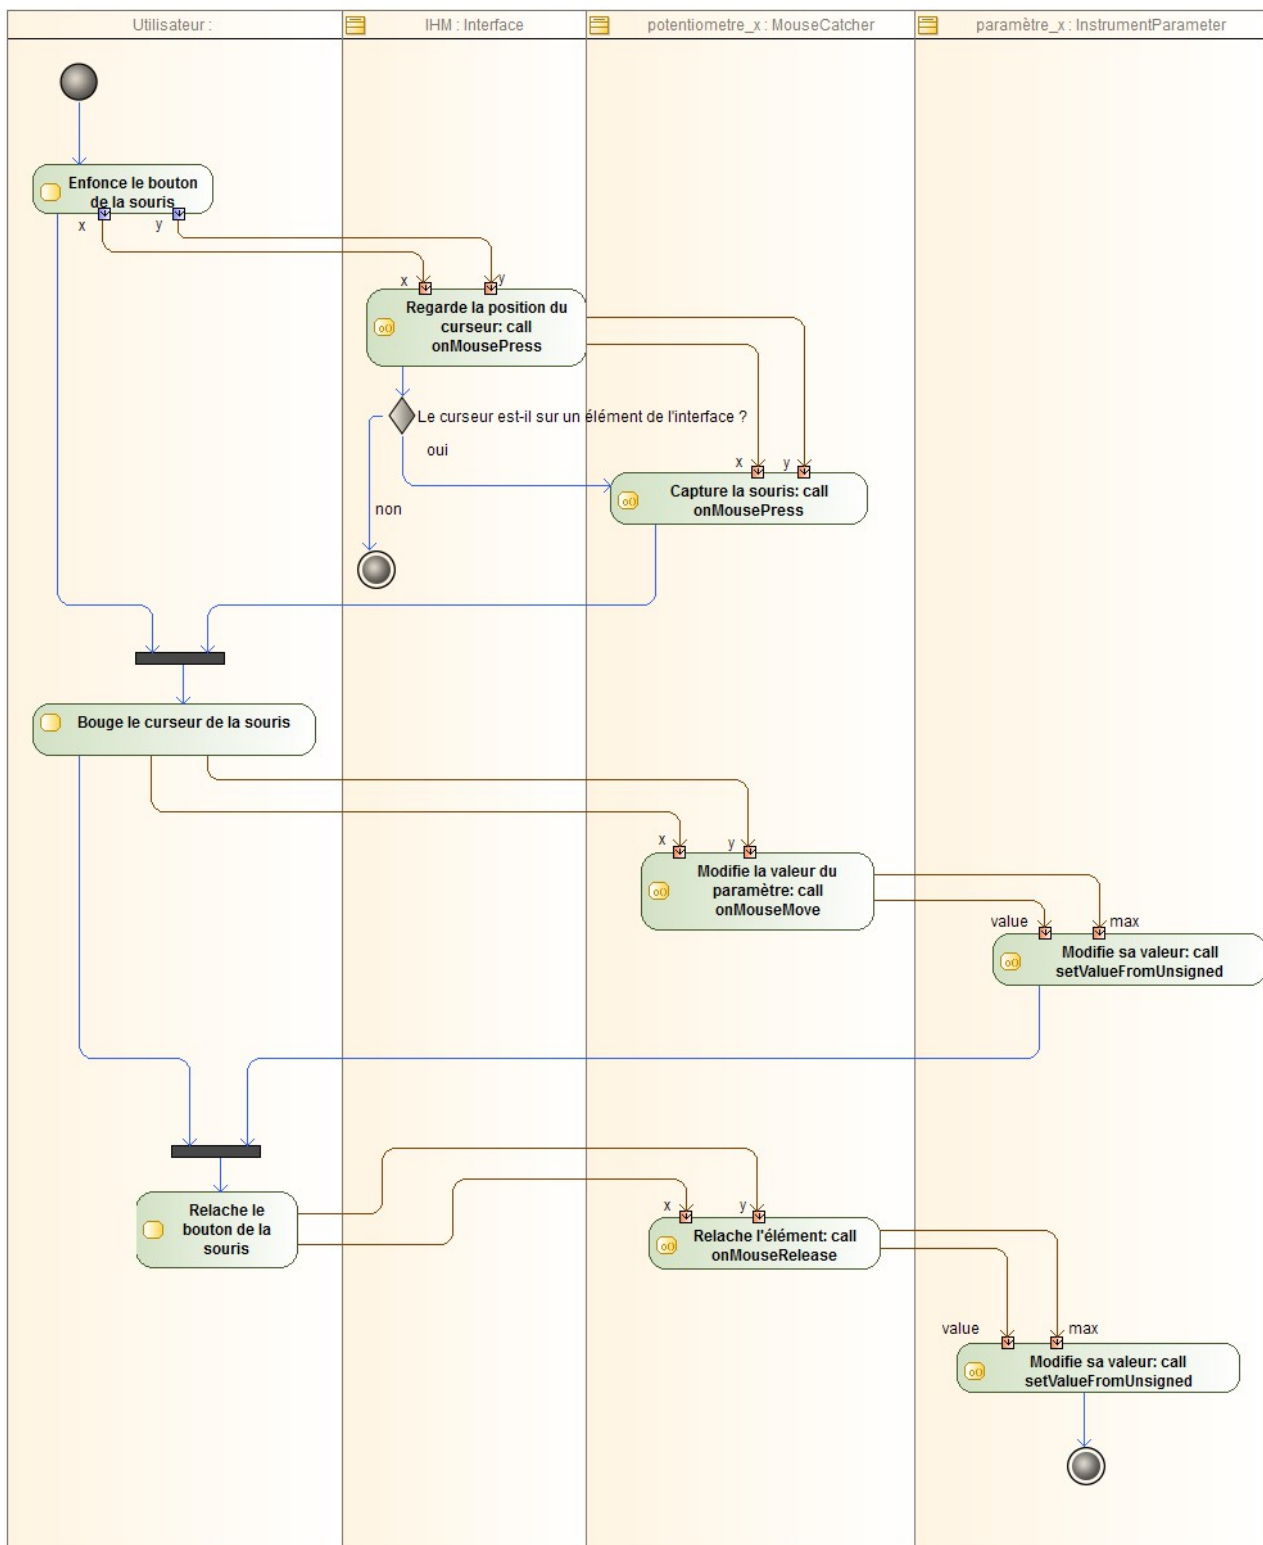 Utilisateur :
IHM : Interface
potentiometre_x : MouseCatcher
paramètre_x : InstrumentParameter
Enfonce le bouton
de la souris
x
y
x
y
Regarde la position du
curseur: call
onMousePress
Le curseur est-il sur un élément de l'interface ?
oui
non
x
y
Capture la souris: call
onMousePress
Bouge le curseur de la souris
x
y
Modifie la valeur du
paramètre: call
onMouseMove
value
max
Modifie sa valeur: call
setValueFromUnsigned
Relache le
bouton de la
souris
x
y
Relache l'élément: call
onMouseRelease
value
max
Modifie sa valeur: call
setValueFromUnsigned